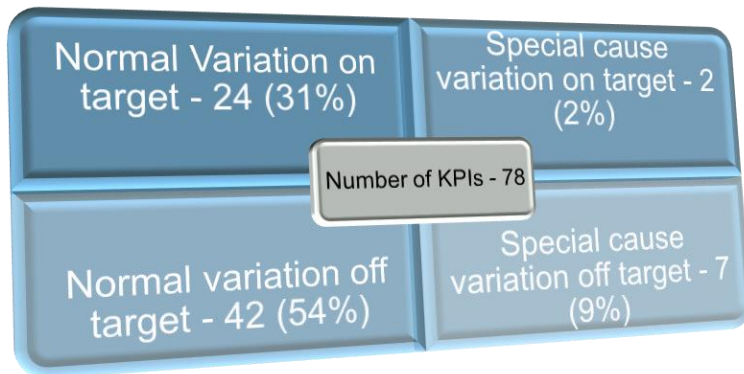 Normal Variation on
target - 24 (31%)
Special cause
variation on target - 2
(2%)
Number of KPIs - 78
Normal variation off
target - 42 (54%)
Special cause
variation off target - 7
(9%)